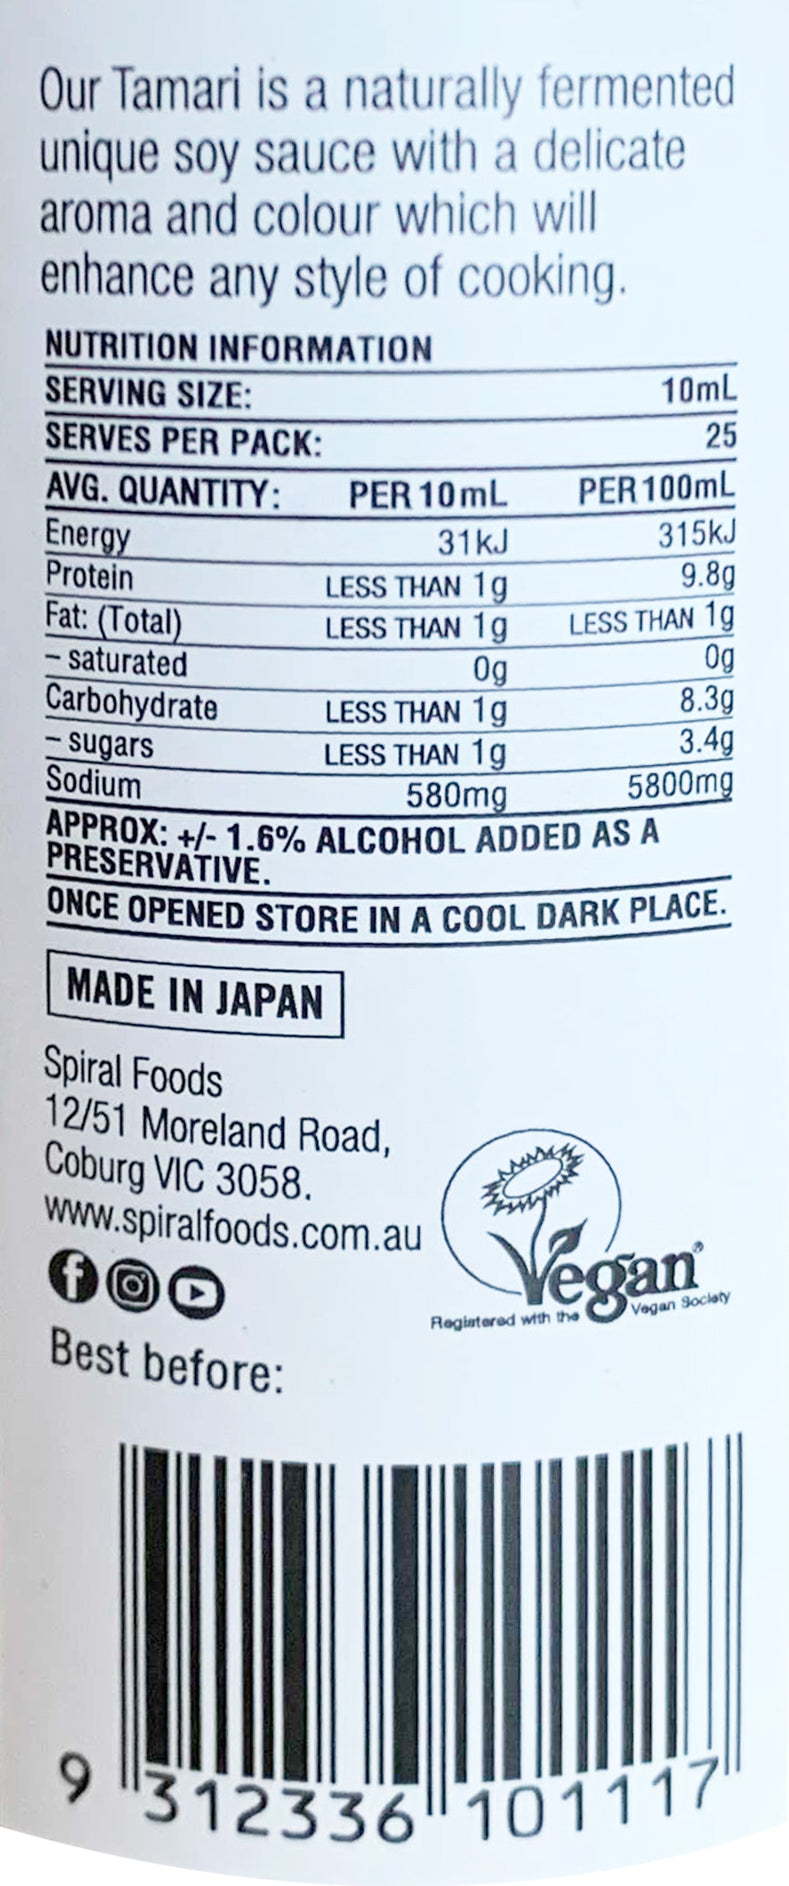 Our Tamari is a naturally fermented
unique soy sauce with a delicate
aroma and colour which will
enhance any style of cooking.
NUTRITION INFORMATION
SERVING SIZE: 10mL
SERVES PER PACK: 25
AVG. QUANTITY: PER 10mL PER 100mL
Energy 31kJ 315kJ
Protein LESS THAN 1g 9.8g
Fat: (Total) LESS THAN 1g LESS THAN 1g
– saturated 0g 0g
Carbohydrate LESS THAN 1g 8.3g
– sugars LESS THAN 1g 3.4g
Sodium 580mg 5800mg
APPROX: +/- 1.6% ALCOHOL ADDED AS A
PRESERVATIVE.
ONCE OPENED STORE IN A COOL DARK PLACE.
MADE IN JAPAN
Spiral Foods
12/51 Moreland Road,
Coburg VIC 3058.
www.spiralfoods.com.au
Vegan®
Registered with the Vegan Society
Best before:
9 312336 101117